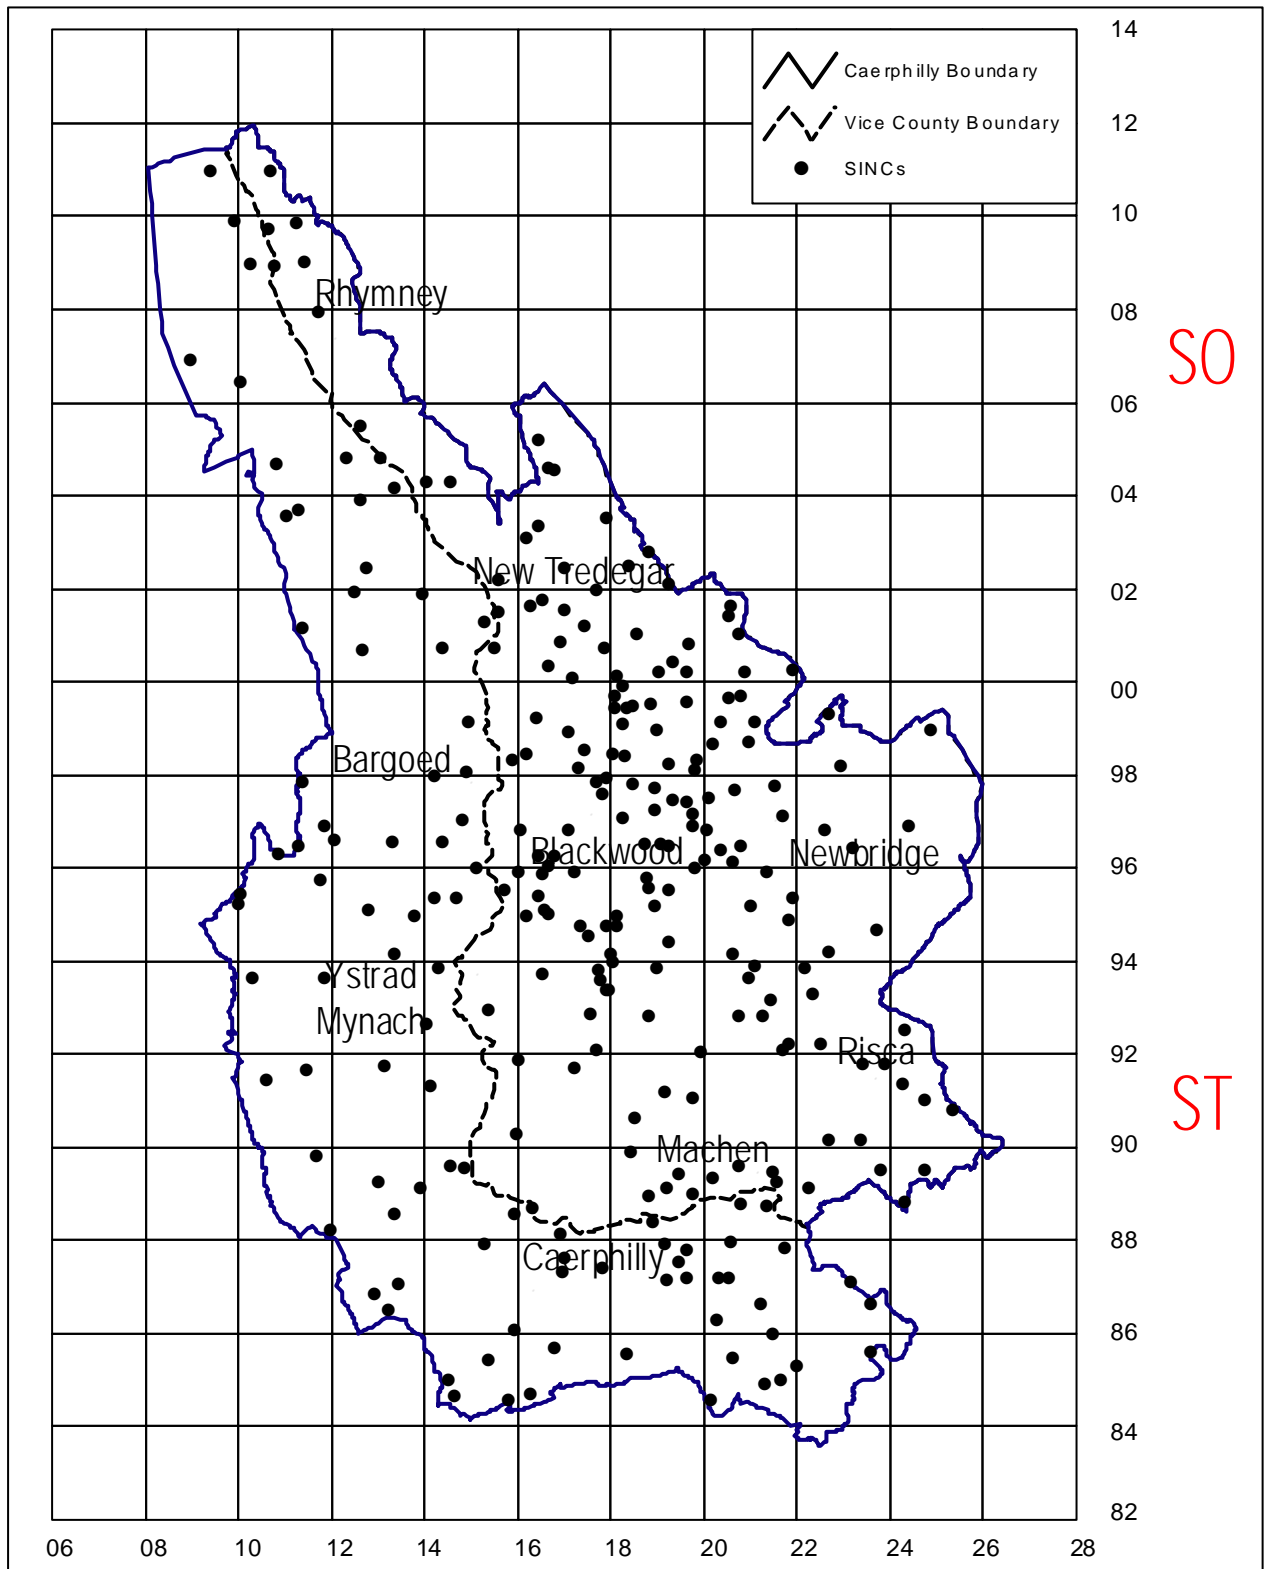 14
Caerphilly Boundary
Vice County Boundary
12
SINCs
10
Rhymney
08
SO
06
04
New Tredegar
02
00
Bargoed
98
Blackwood
Newbridge
96
Ystrad
94
Mynach
Risca
92
ST
Machen
90
Caerphilly
88
86
84
82
06 08 10 12 14 16 18 20 22 24 26 28